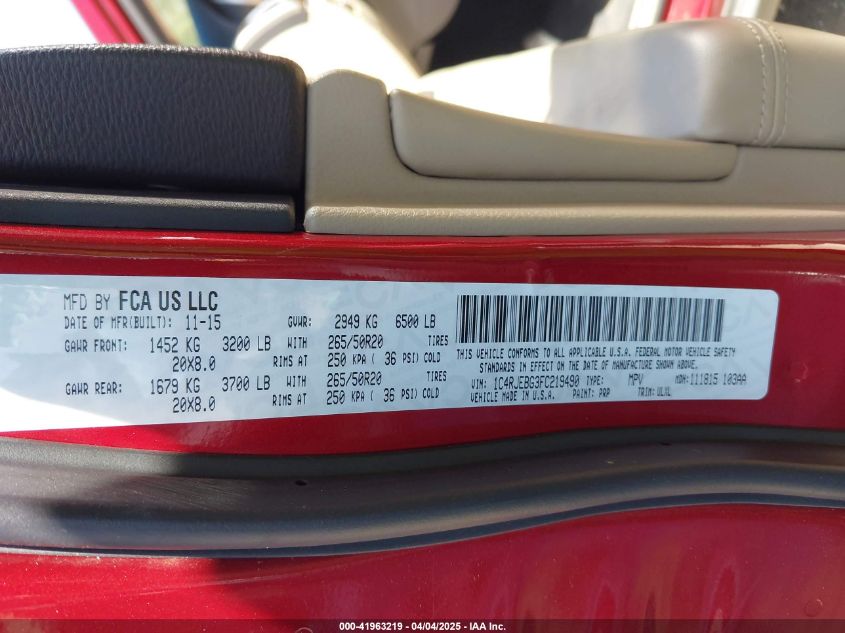 MFD BY FCA US LLC
DATE OF MFR(BUILT): 11-15 GVWR: 2949 KG 6500 LB
GAWR FRONT: 1452 KG 3200 LB WITH 265/50R20 TIRES
20X8.0 RIMS AT 250 KPA ( 36 PSI) COLD
GAWR REAR: 1679 KG 3700 LB WITH 265/50R20 TIRES
20X8.0 RIMS AT 250 KPA ( 36 PSI) COLD
THIS VEHICLE CONFORMS TO ALL APPLICABLE U.S.A. FEDERAL MOTOR VEHICLE SAFETY
STANDARDS IN EFFECT ON THE DATE OF MANUFACTURE SHOWN ABOVE.
VIN: 1C4RJEBG3FC219490 TYPE: MPV MDH:111815 103AA
VEHICLE MADE IN U.S.A. PAINT: PRP TRIM:
000-41963219 - 04/04/2025 - IAA Inc.